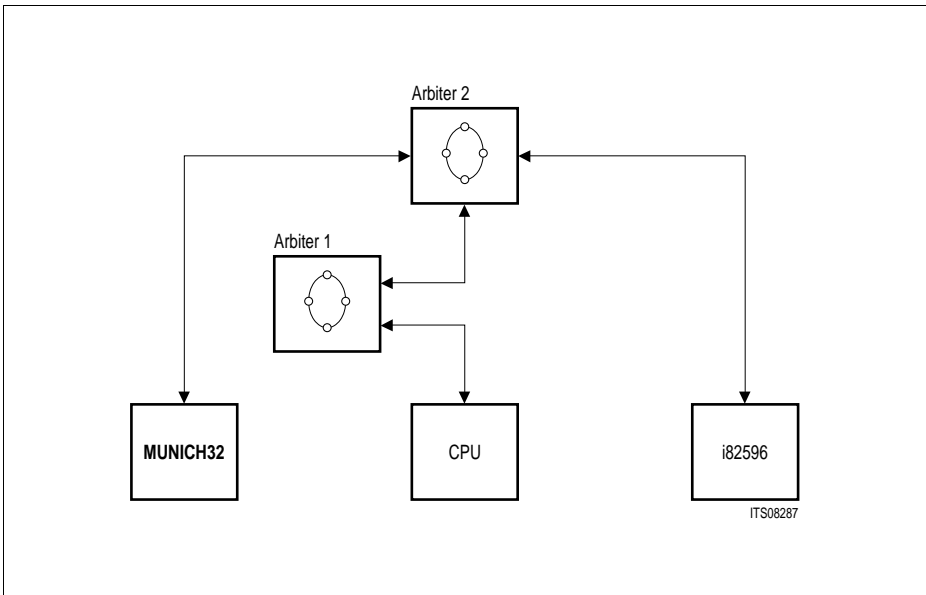 Arbiter 2
Arbiter 1
MUNICH32
CPU
i82596
ITS08287